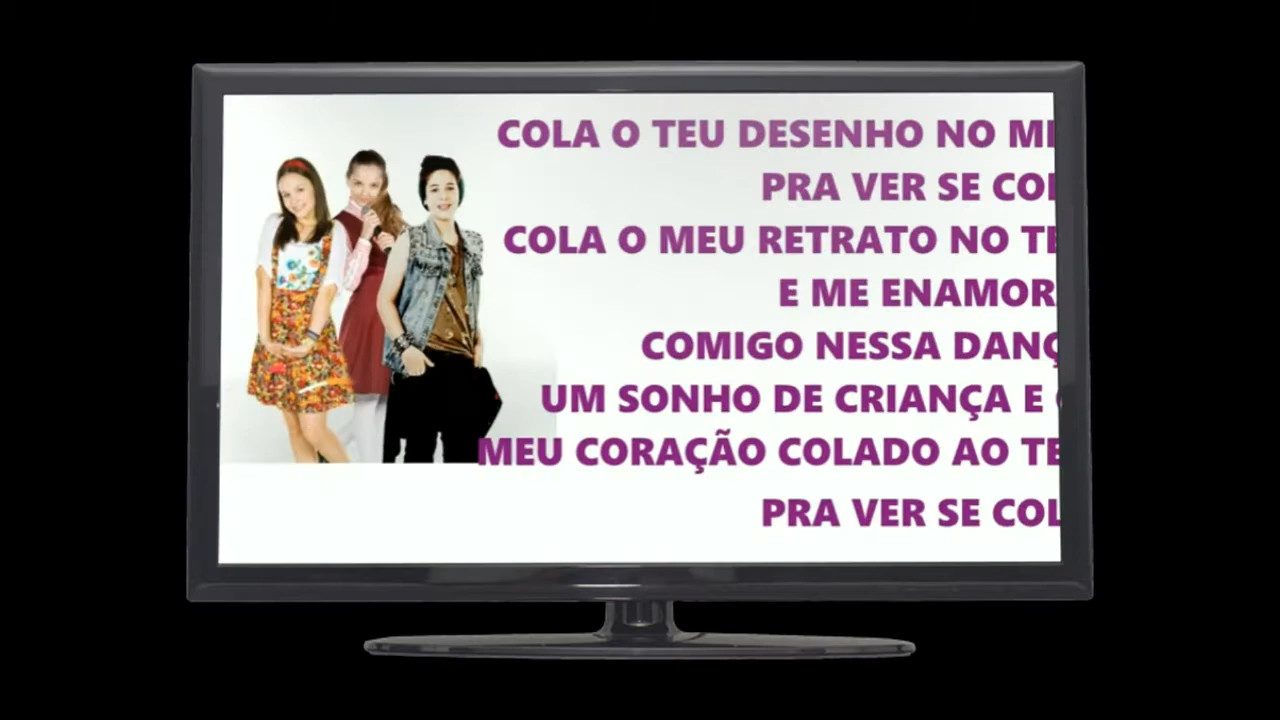 COLA O TEU DESENHO NO
PRA VER SE
COLA O MEU RETRATO NO
E ME
COMIGO NESSA
UM SONHO DE CRIANÇA E
MEU CORAÇÃO COLADO AO
PRA VER SE